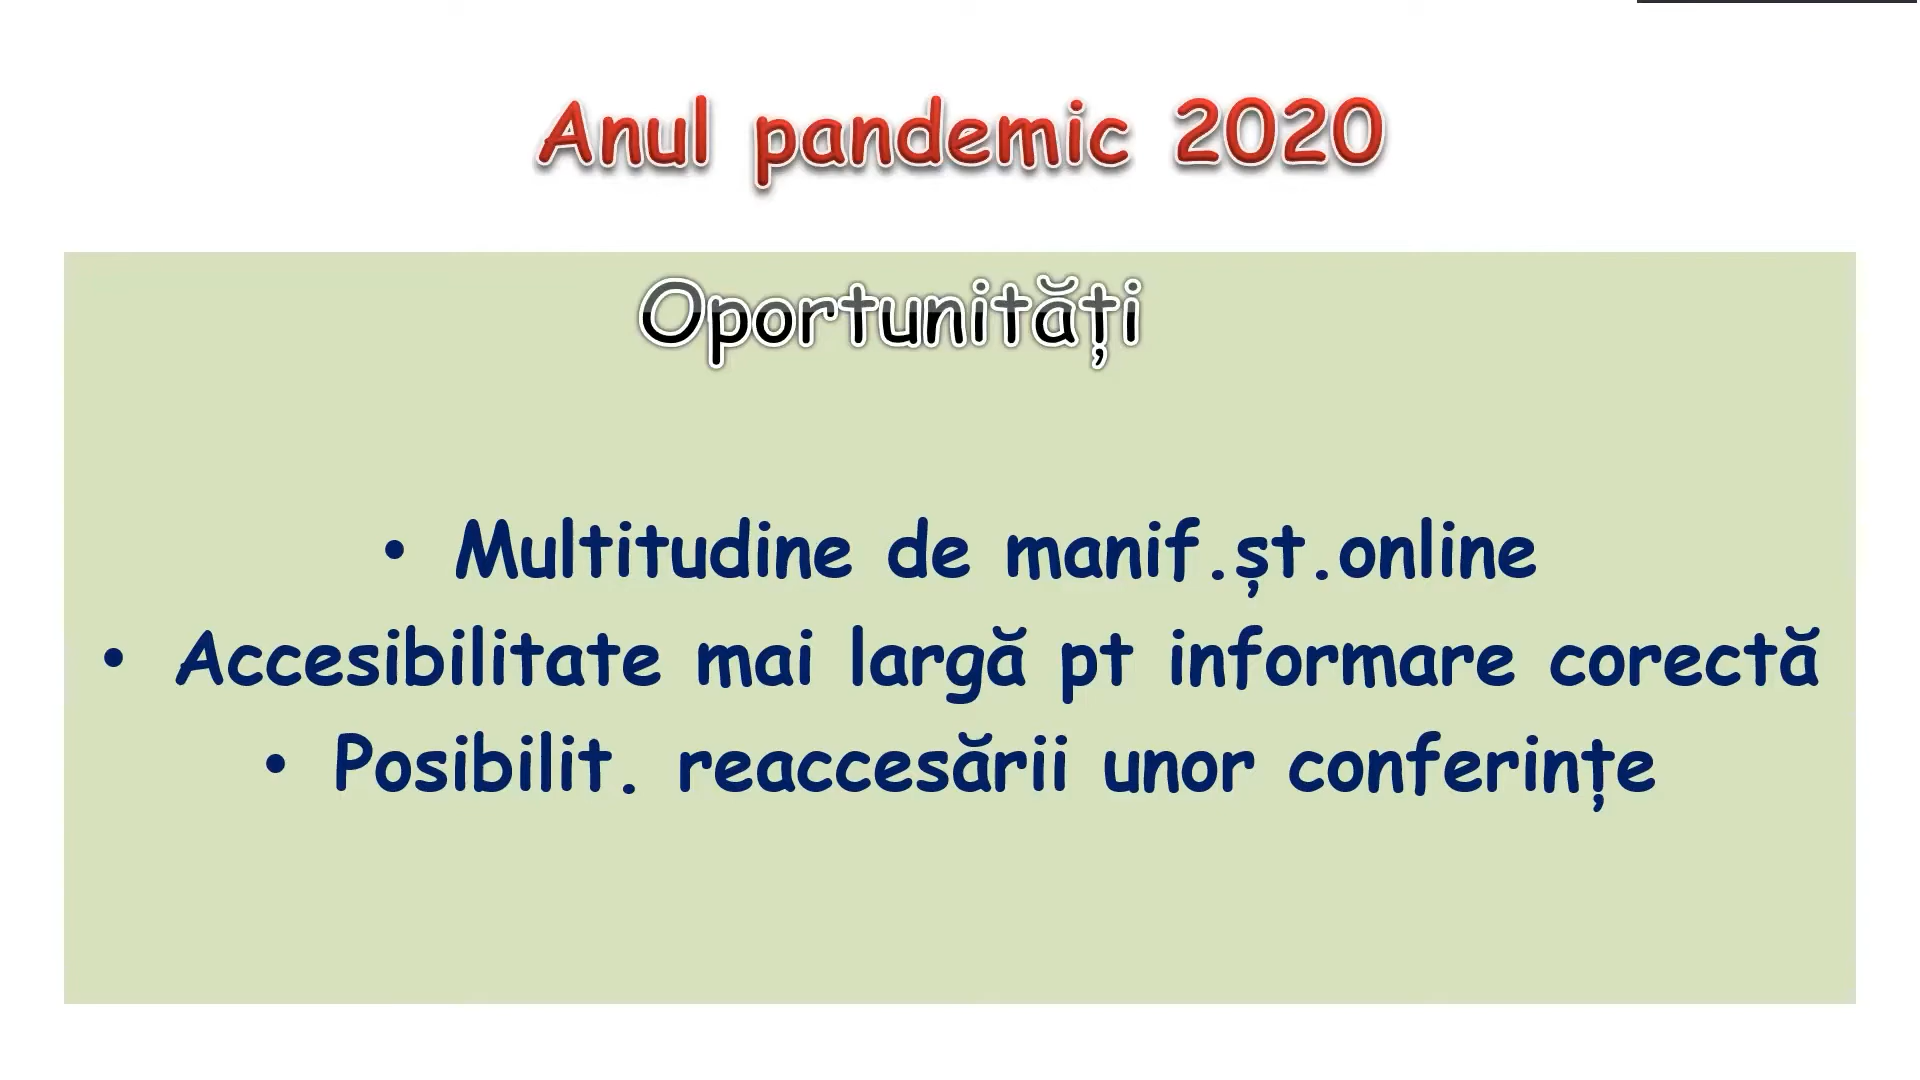 Anul pandemic 2020
Oportunități
• Multitudine de manif.șt.online
• Accesibilitate mai largă pt informare corectă
• Posibilit. reaccesării unor conferințe